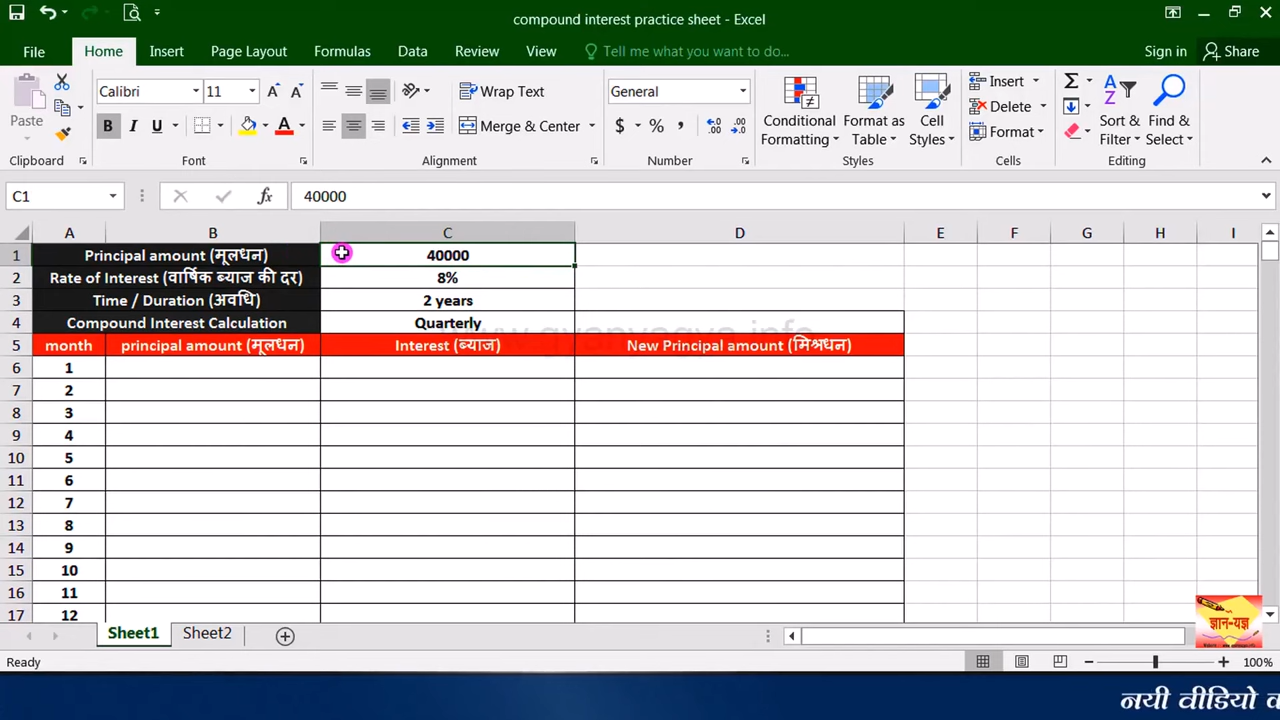 compound interest practice sheet - Excel
File Home Insert Page Layout Formulas Data Review View Tell me what you want to do... Sign in Share
Paste
Calibri 11
B I U
Wrap Text
Merge & Center
General
$ % ,
Conditional Formatting
Format as Table
Cell Styles
Insert
Delete
Format
Sort & Filter
Find & Select
Clipboard Font Alignment Number Styles Cells Editing
C1 fx 40000
A B C D E F G H I
1 Principal amount (मूलधन) 40000
2 Rate of Interest (वार्षिक ब्याज की दर) 8%
3 Time / Duration (अवधि) 2 years
4 Compound Interest Calculation Quarterly
www.gyanyagya.info
5 month principal amount (मूलधन) Interest (ब्याज) New Principal amount (मिश्रधन)
6 1
7 2
8 3
9 4
10 5
11 6
12 7
13 8
14 9
15 10
16 11
17 12
ज्ञान-यज्ञ
Sheet1 Sheet2
Ready 100%
नयी वीडियो